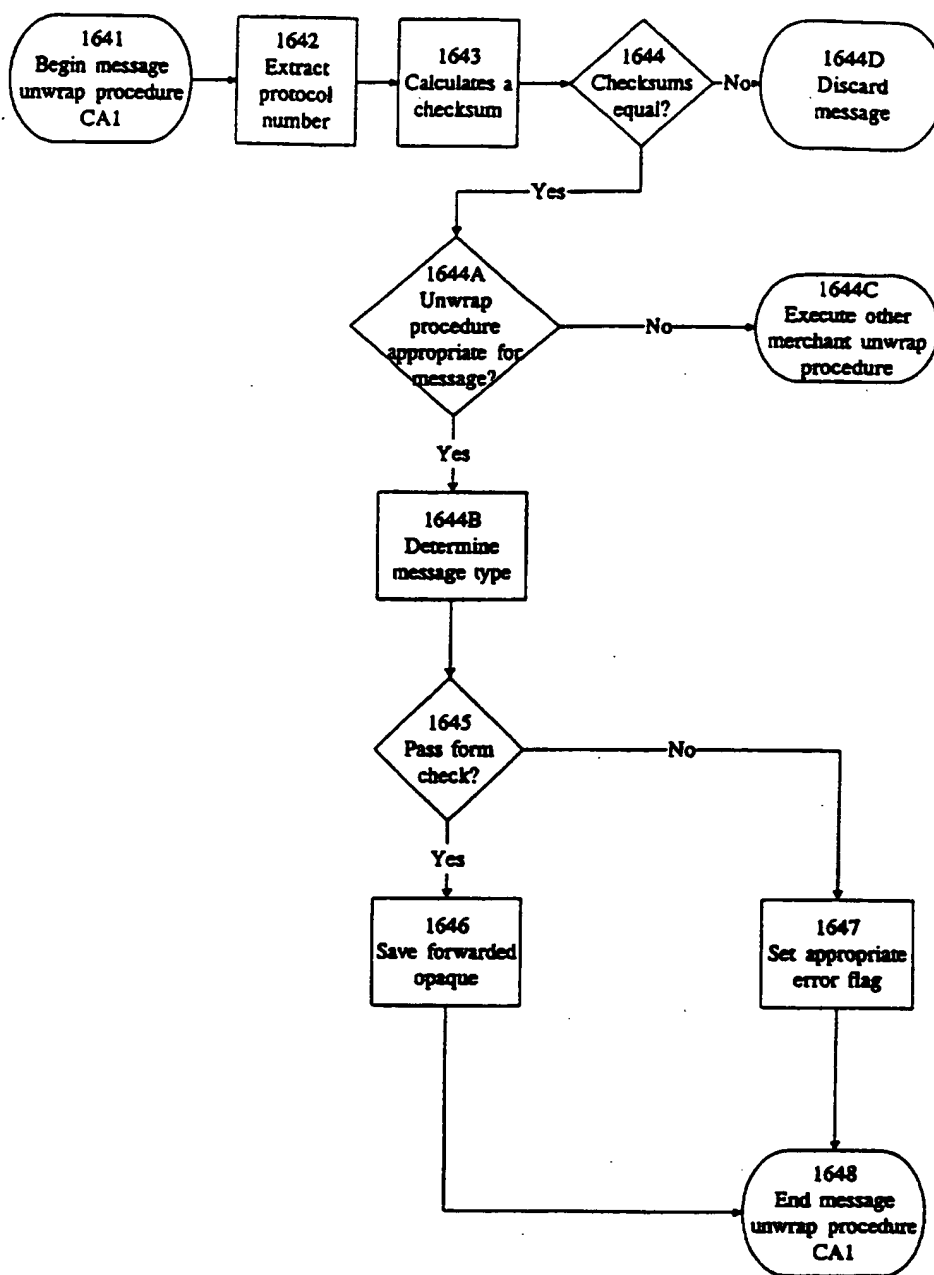 1641
Begin message
unwrap procedure
CA1
1642
Extract
protocol
number
1643
Calculates a
checksum
1644
Checksums
equal?
No
1644D
Discard
message
Yes
1644A
Unwrap
procedure
appropriate for
message?
No
1644C
Execute other
merchant unwrap
procedure
Yes
1644B
Determine
message type
1645
Pass form
check?
No
Yes
1646
Save forwarded
opaque
1647
Set appropriate
error flag
1648
End message
unwrap procedure
CA1